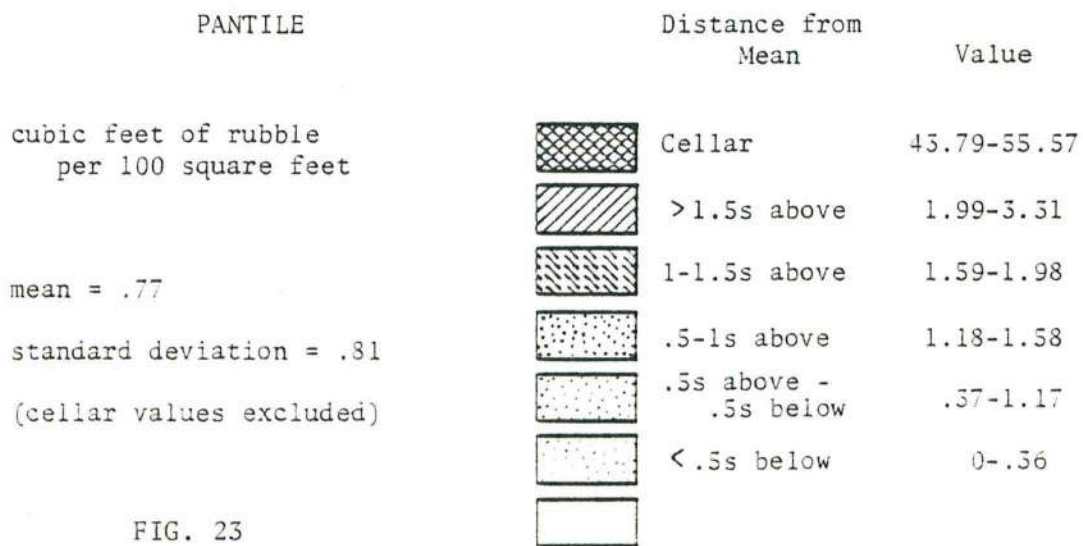 PANTILE
cubic feet of rubble
per 100 square feet
mean = .77
standard deviation = .81
(cellar values excluded)
FIG. 23
Distance from
Mean Value
Cellar 43.79-55.57
>1.5s above 1.99-3.31
1-1.5s above 1.59-1.98
.5-1s above 1.18-1.58
.5s above -
.5s below .37-1.17
<.5s below 0-.36